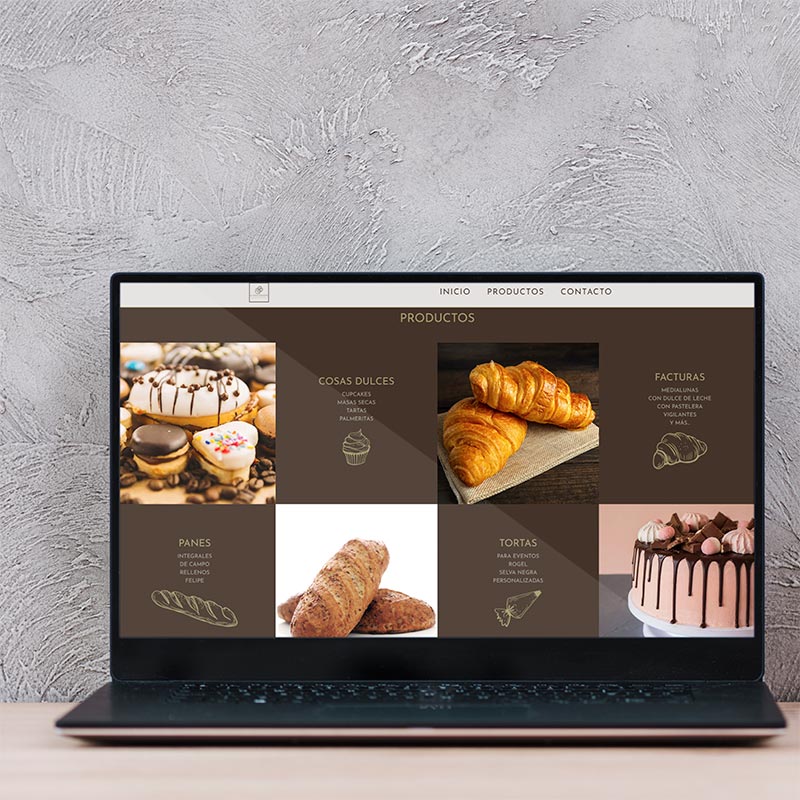 INICIO PRODUCTOS CONTACTO
PRODUCTOS
COSAS DULCES
CUPCAKES
MASAS SECAS
TARTAS
PALMERITAS
FACTURAS
MEDIALUNAS
CON DULCE DE LECHE
CON PASTELERA
VIGILANTES
Y MÁS..
PANES
INTEGRALES
DE CAMPO
RELLENOS
FELIPE
TORTAS
PARA EVENTOS
ROGEL
SELVA NEGRA
PERSONALIZADAS